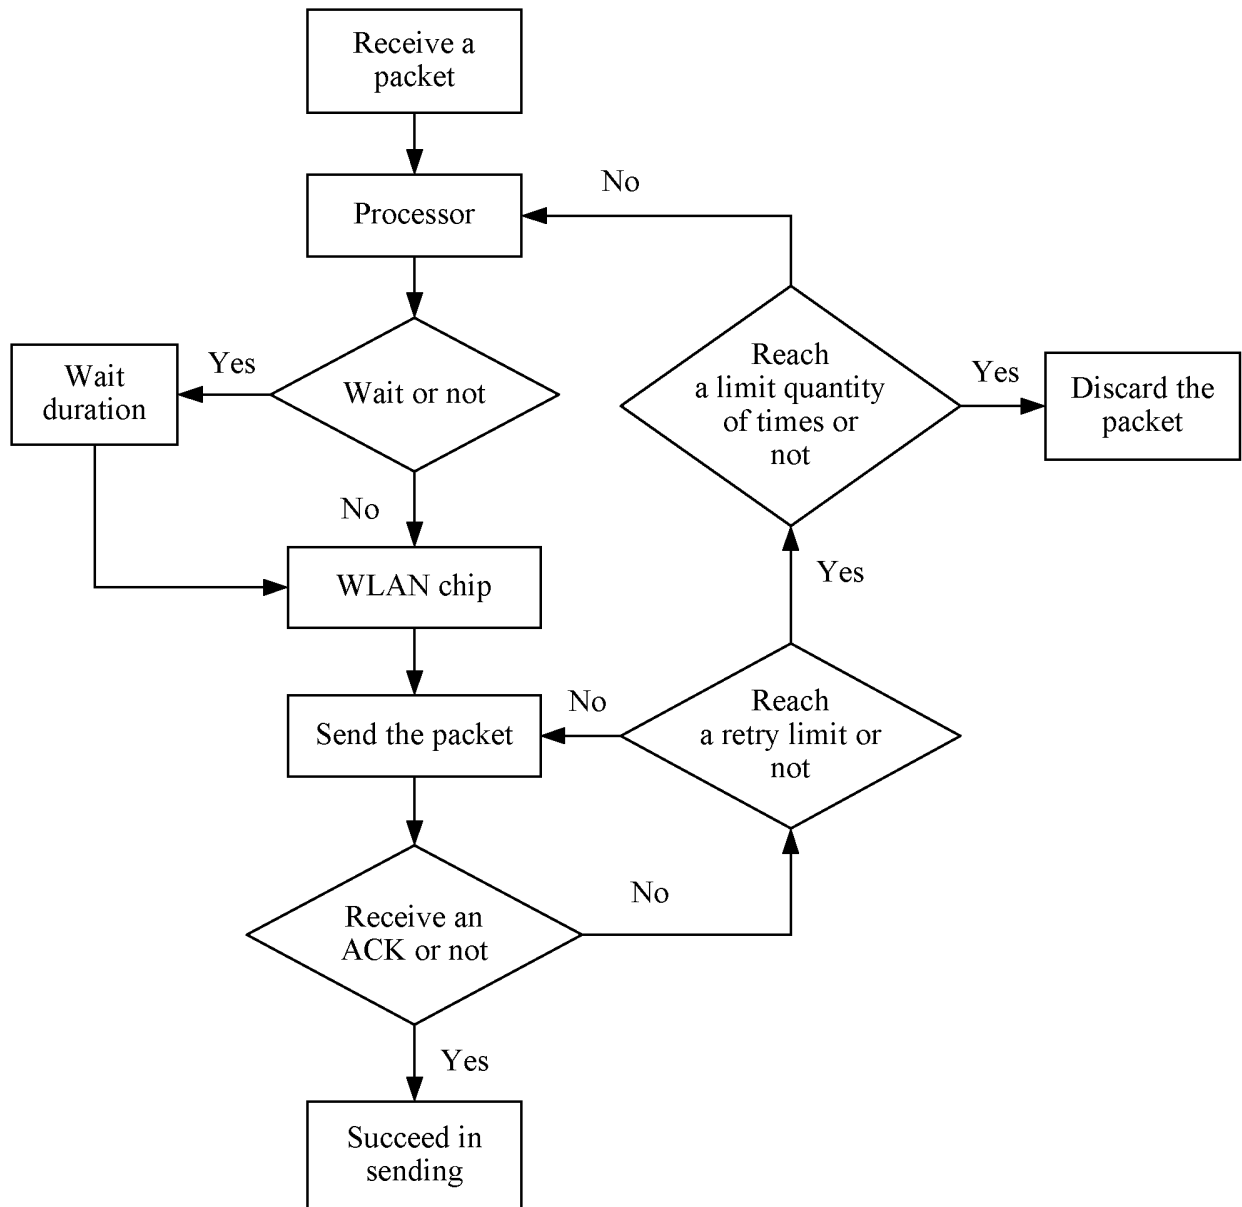 Receive a
packet
Processor
No
Wait or not
Yes
Wait
duration
No
Reach
a limit quantity
of times or
not
Yes
Discard the
packet
WLAN chip
Yes
Send the packet
No
Reach
a retry limit or
not
Receive an
ACK or not
No
Yes
Succeed in
sending